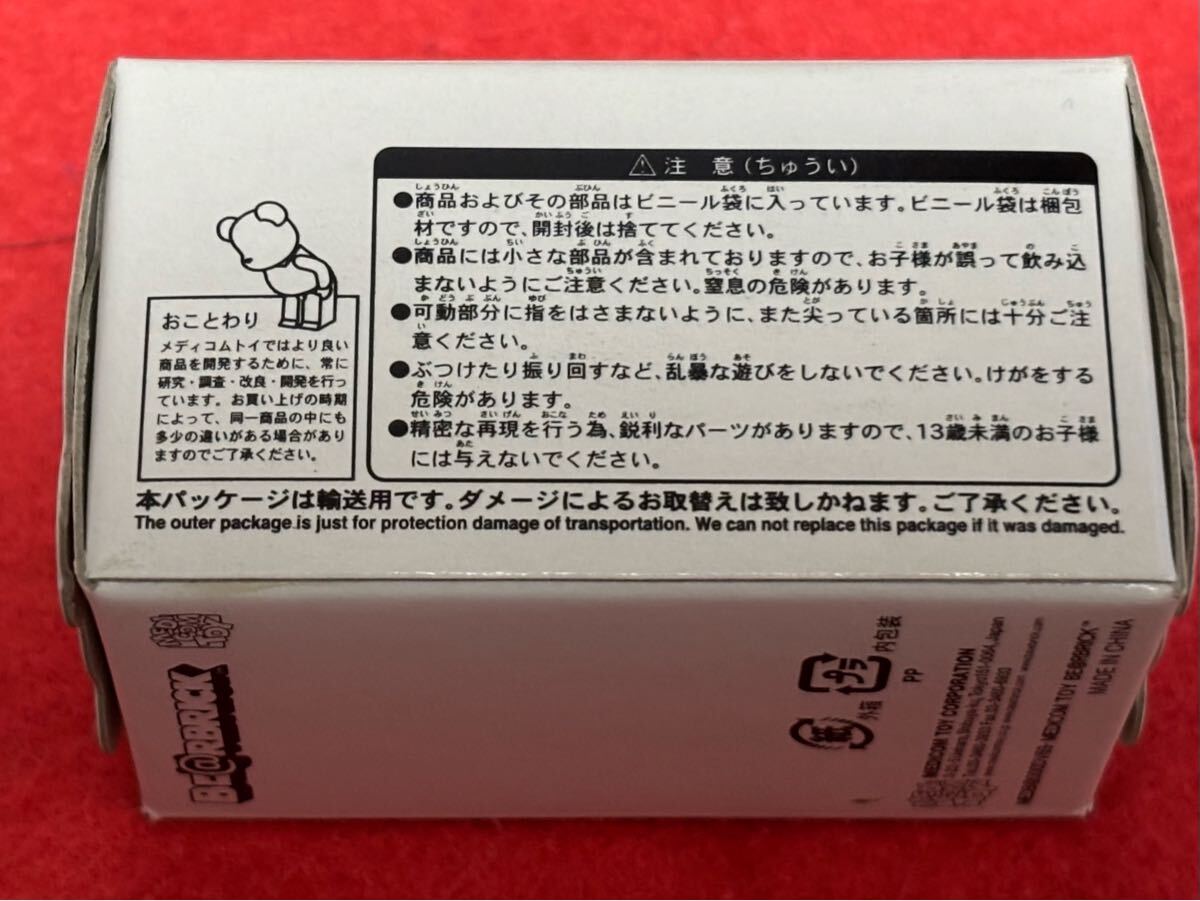 ⚠注 意(ちゅうい)
●商品およびその部品はビニール袋に入っています。ビニール袋は梱包
材ですので、開封後は捨ててください。
●商品には小さな部品が含まれておりますので、お子様が誤って飲み込
まないようにご注意ください。窒息の危険があります。
●可動部分に指をはさまないように、また尖っている箇所には十分ご注
意ください。
●ぶつけたり振り回すなど、乱暴な遊びをしないでください。けがをする
危険があります。
●精密な再現を行う為、鋭利なパーツがありますので、13歳未満のお子様
には与えないでください。
おことわり
メディコムトイではより良い
商品を開発するために、常に
研究・調査・改良・開発を行っ
ています。お買い上げの時期
によって、同一商品の中にも
多少の違いがある場合があり
ますのでご了承ください。
本パッケージは輸送用です。ダメージによるお取替えは致しかねます。ご了承ください。
The outer package is just for protection damage of transportation. We can not replace this package if it was damaged.
MEDICOM TOY
BE@RBRICK
紙 外箱
プラ 内包装
PP
MEDICOM TOY CORPORATION
MEDICOM TOY BE@RBRICK™
MADE IN CHINA